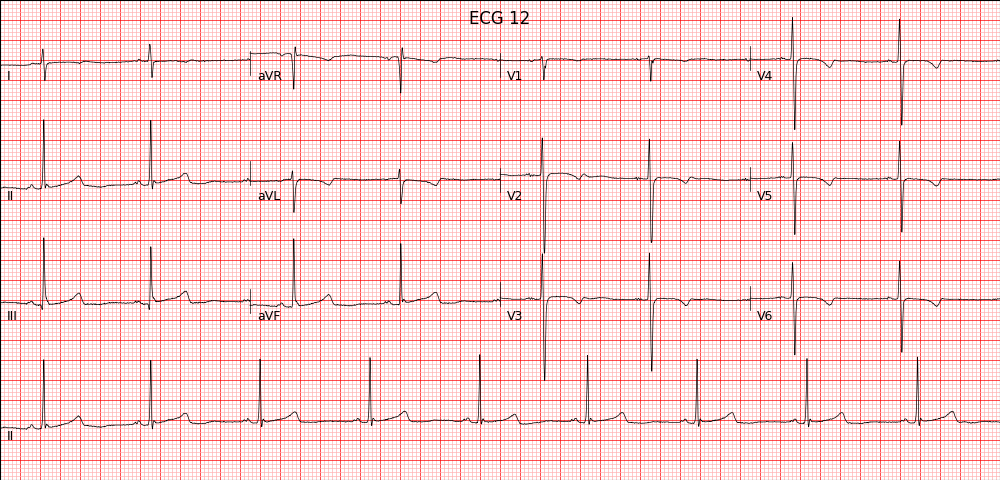 ECG 12
I aVR V1 V4
II aVL V2 V5
III aVF V3 V6
II